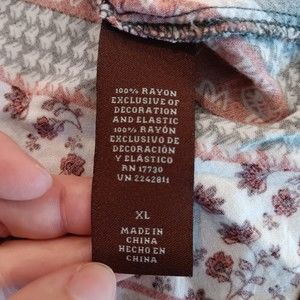 100% RAYON
EXCLUSIVE OF
DECORATION
AND ELASTIC
100% RAYÓN
EXCLUSIVO DE
DECORACIÓN
Y ELÁSTICO
RN 17730
VN 2242811
XL
MADE IN
CHINA
HECHO EN
CHINA